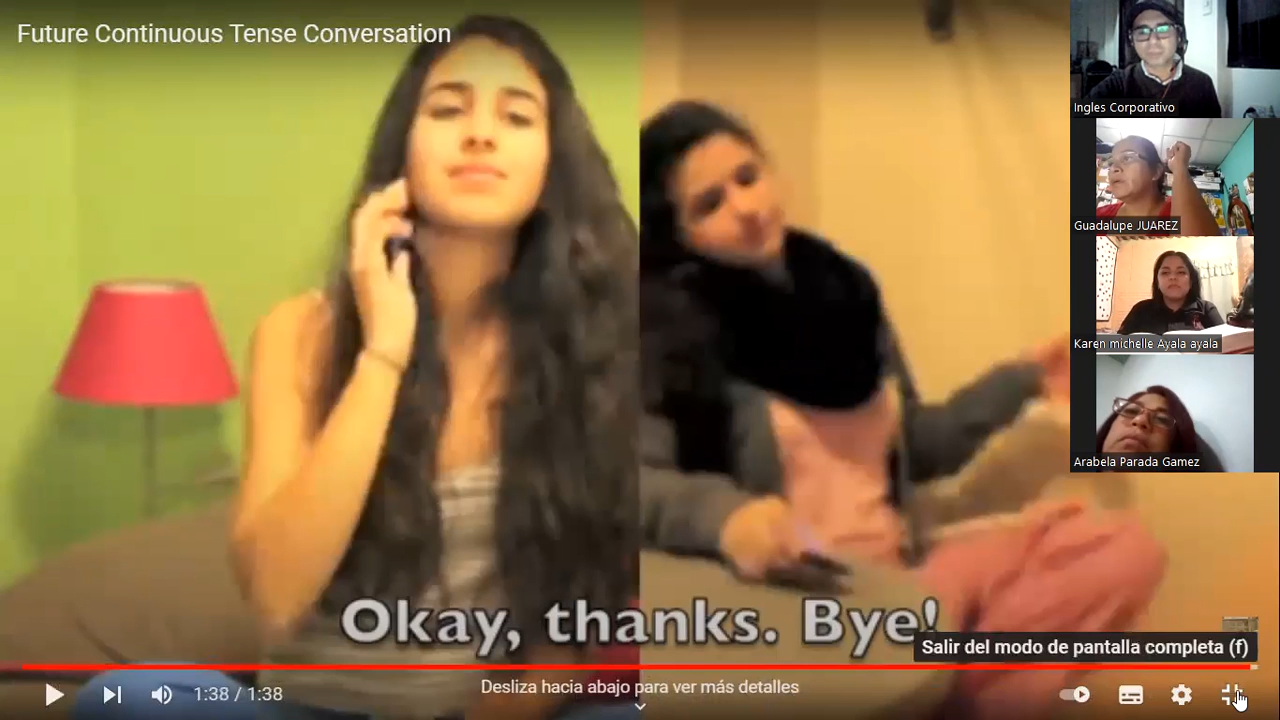 Future Continuous Tense Conversation
Ingles Corporativo
Guadalupe JUAREZ
Karen michelle Ayala ayala
Arabela Parada Gamez
Okay, thanks. Bye!
Salir del modo de pantalla completa (f)
1:38 / 1:38
Desliza hacia abajo para ver más detalles